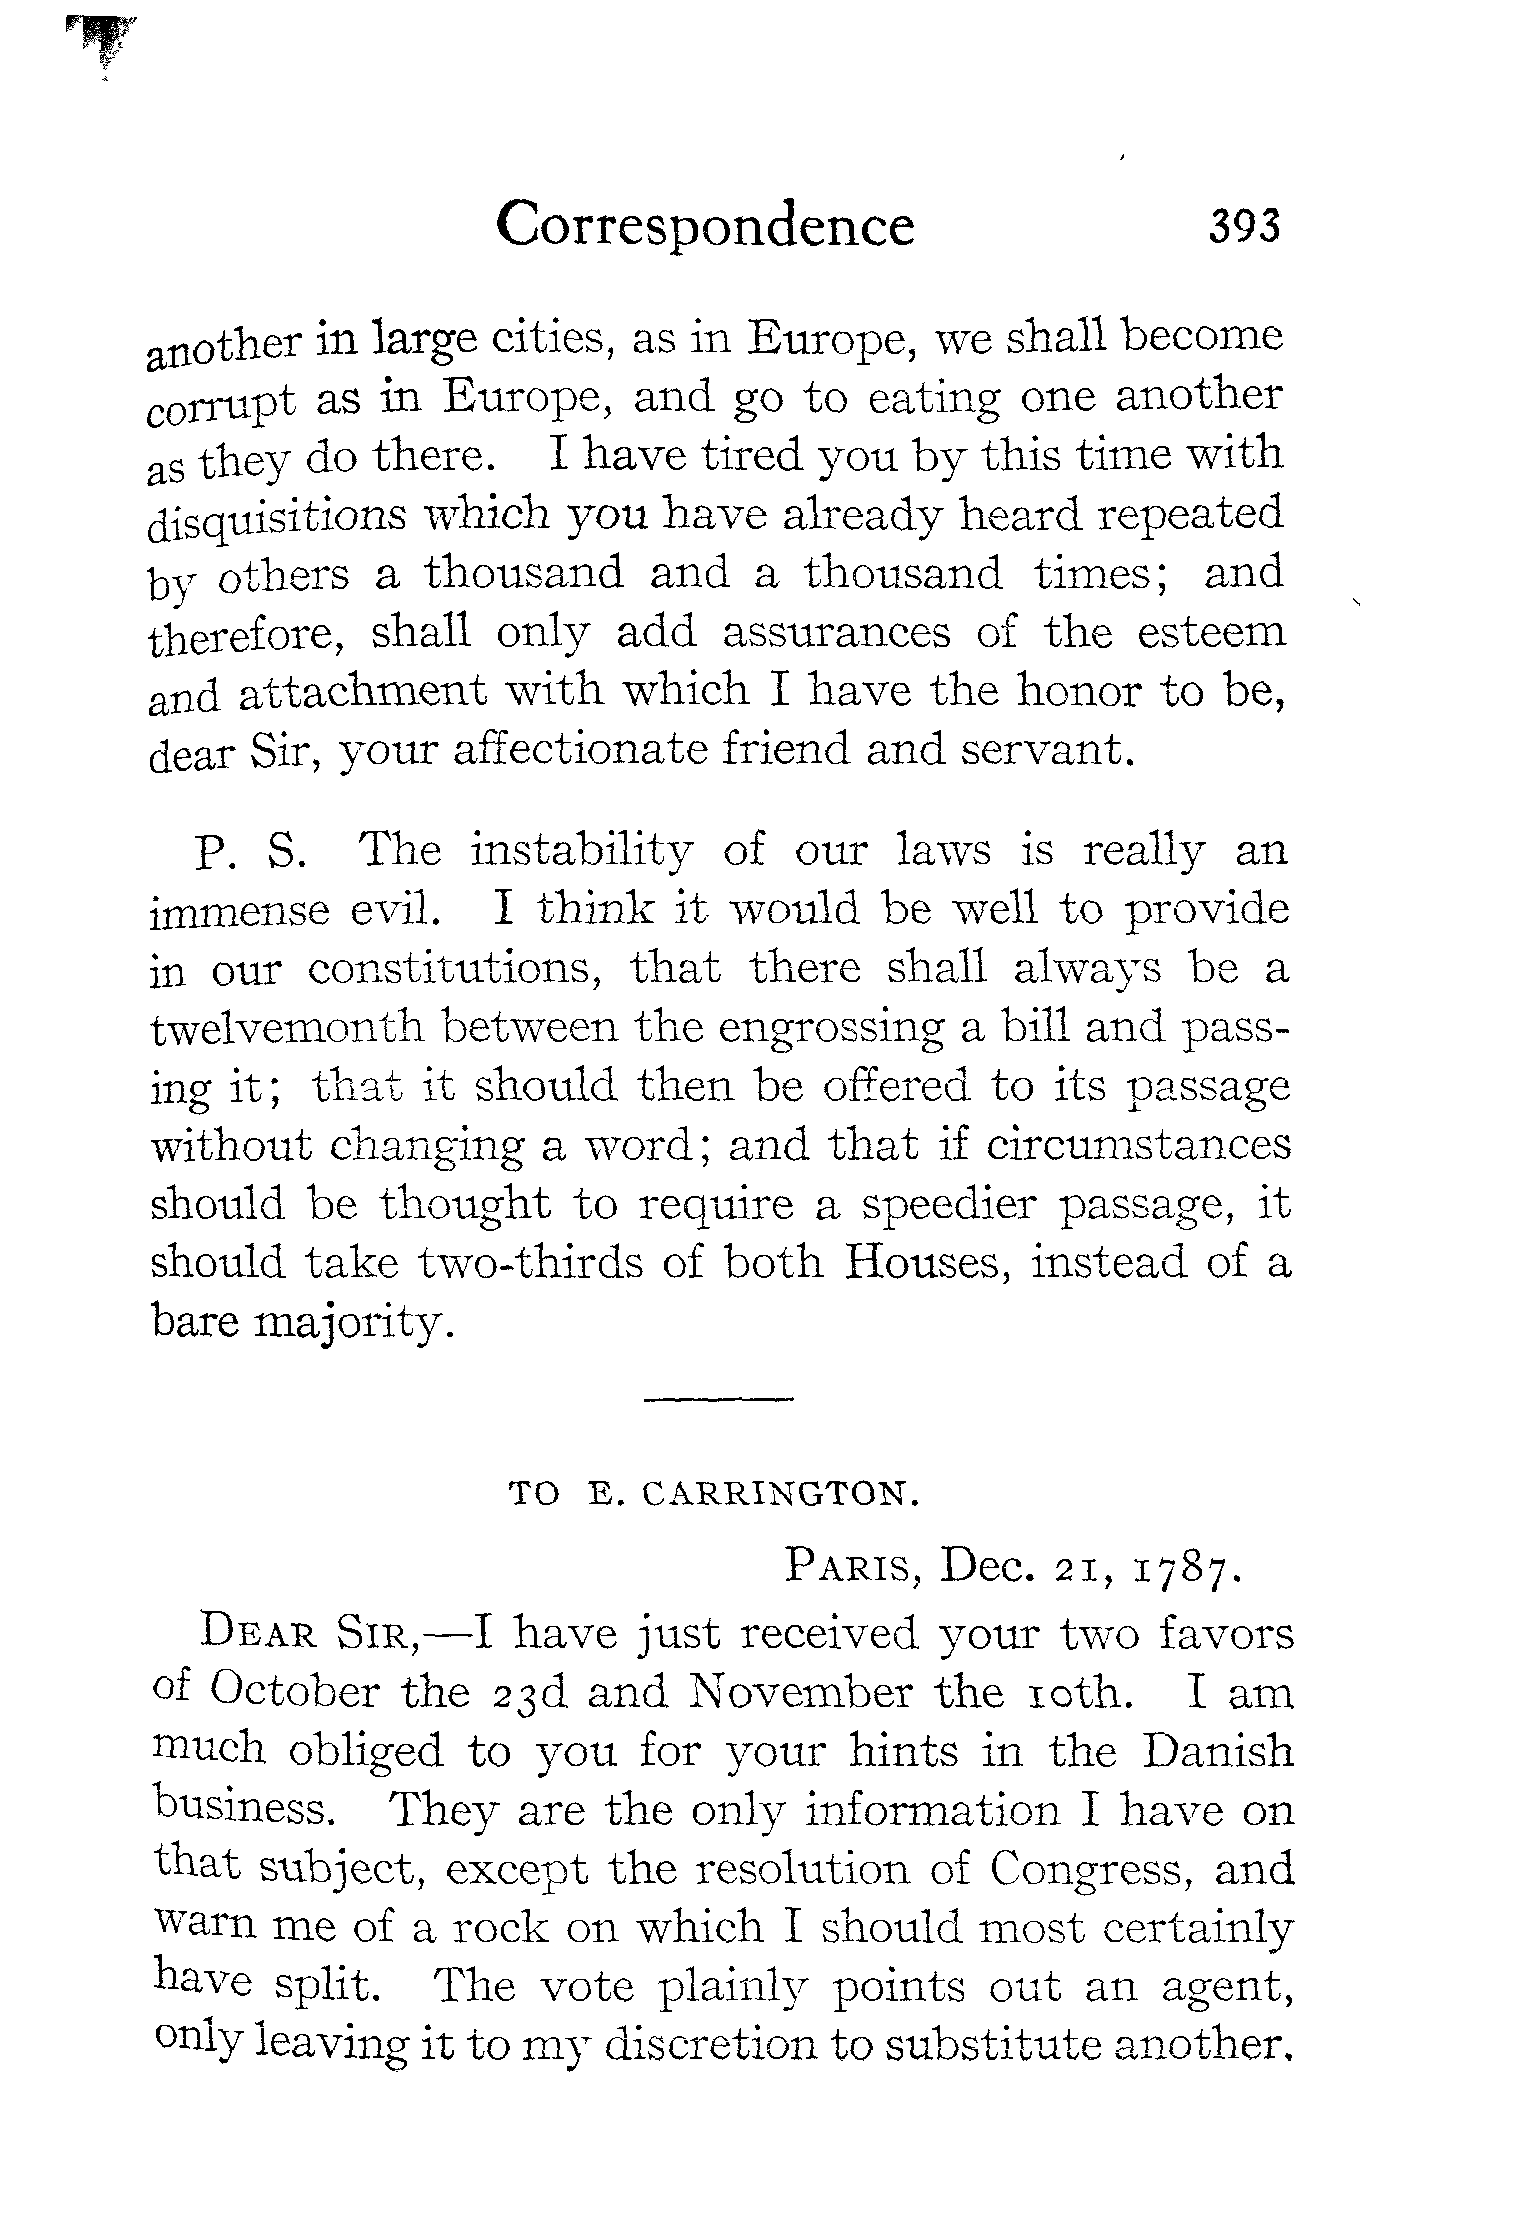 Correspondence 393
another in large cities, as in Europe, we shall become
corrupt as in Europe, and go to eating one another
as they do there. I have tired you by this time with
disquisitions which you have already heard repeated
by others a thousand and a thousand times; and
therefore, shall only add assurances of the esteem
and attachment with which I have the honor to be,
dear Sir, your affectionate friend and servant.
P. S. The instability of our laws is really an
immense evil. I think it would be well to provide
in our constitutions, that there shall always be a
twelvemonth between the engrossing a bill and pass-
ing it; that it should then be offered to its passage
without changing a word; and that if circumstances
should be thought to require a speedier passage, it
should take two-thirds of both Houses, instead of a
bare majority.
TO E. CARRINGTON.
PARIS, Dec. 21, 1787.
DEAR SIR,—I have just received your two favors
of October the 23d and November the 10th. I am
much obliged to you for your hints in the Danish
business. They are the only information I have on
that subject, except the resolution of Congress, and
warn me of a rock on which I should most certainly
have split. The vote plainly points out an agent,
only leaving it to my discretion to substitute another.